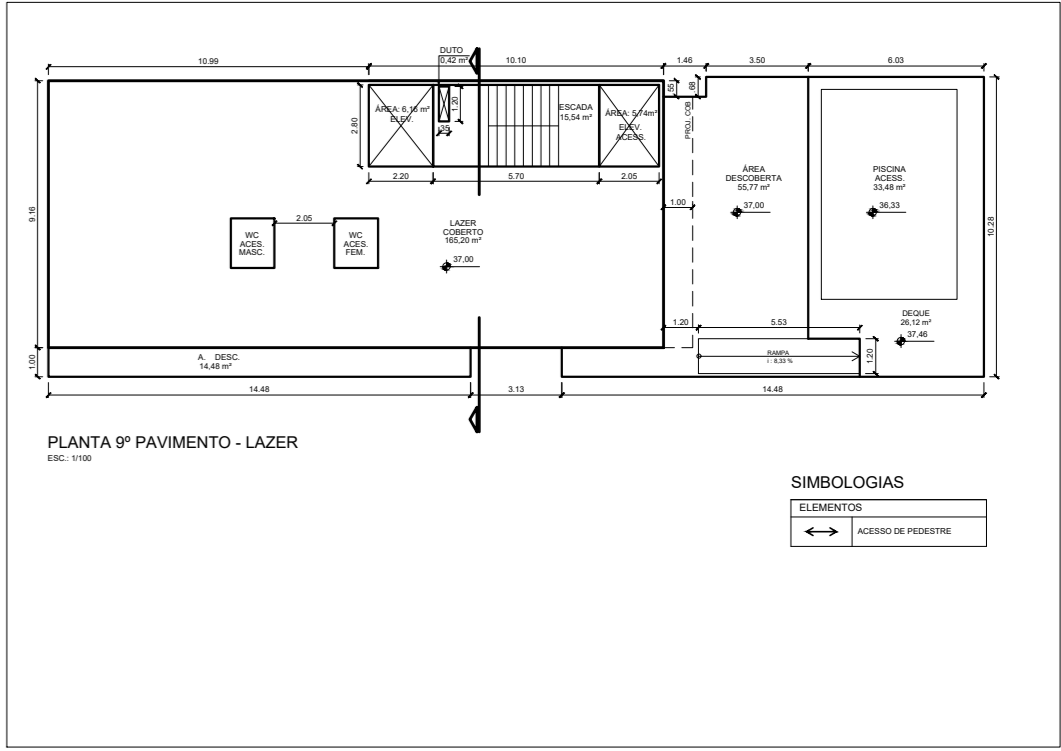 DUTO
0,42 m²
10.99
10.10
1.46
3.50
6.03
55
68
ÁREA: 6,16 m²
ELEV.
1.20
35
ESCADA
15,54 m²
ÁREA: 5,74m²
ELEV.
ACESS.
PROJ. COB
2.80
2.20
5.70
2.05
9.16
ÁREA
DESCOBERTA
55,77 m²
37,00
PISCINA
ACESS.
33,48 m²
36,33
1.00
10.28
WC
ACES.
MASC.
2.05
WC
ACES.
FEM.
LAZER
COBERTO
165,20 m²
37,00
DEQUE
26,12 m²
37,46
1.20
5.53
RAMPA
i : 8,33 %
1.20
1.00
A. DESC.
14,48 m²
14.48
3.13
14.48
PLANTA 9º PAVIMENTO - LAZER
ESC.: 1/100
SIMBOLOGIAS
ELEMENTOS
ACESSO DE PEDESTRE